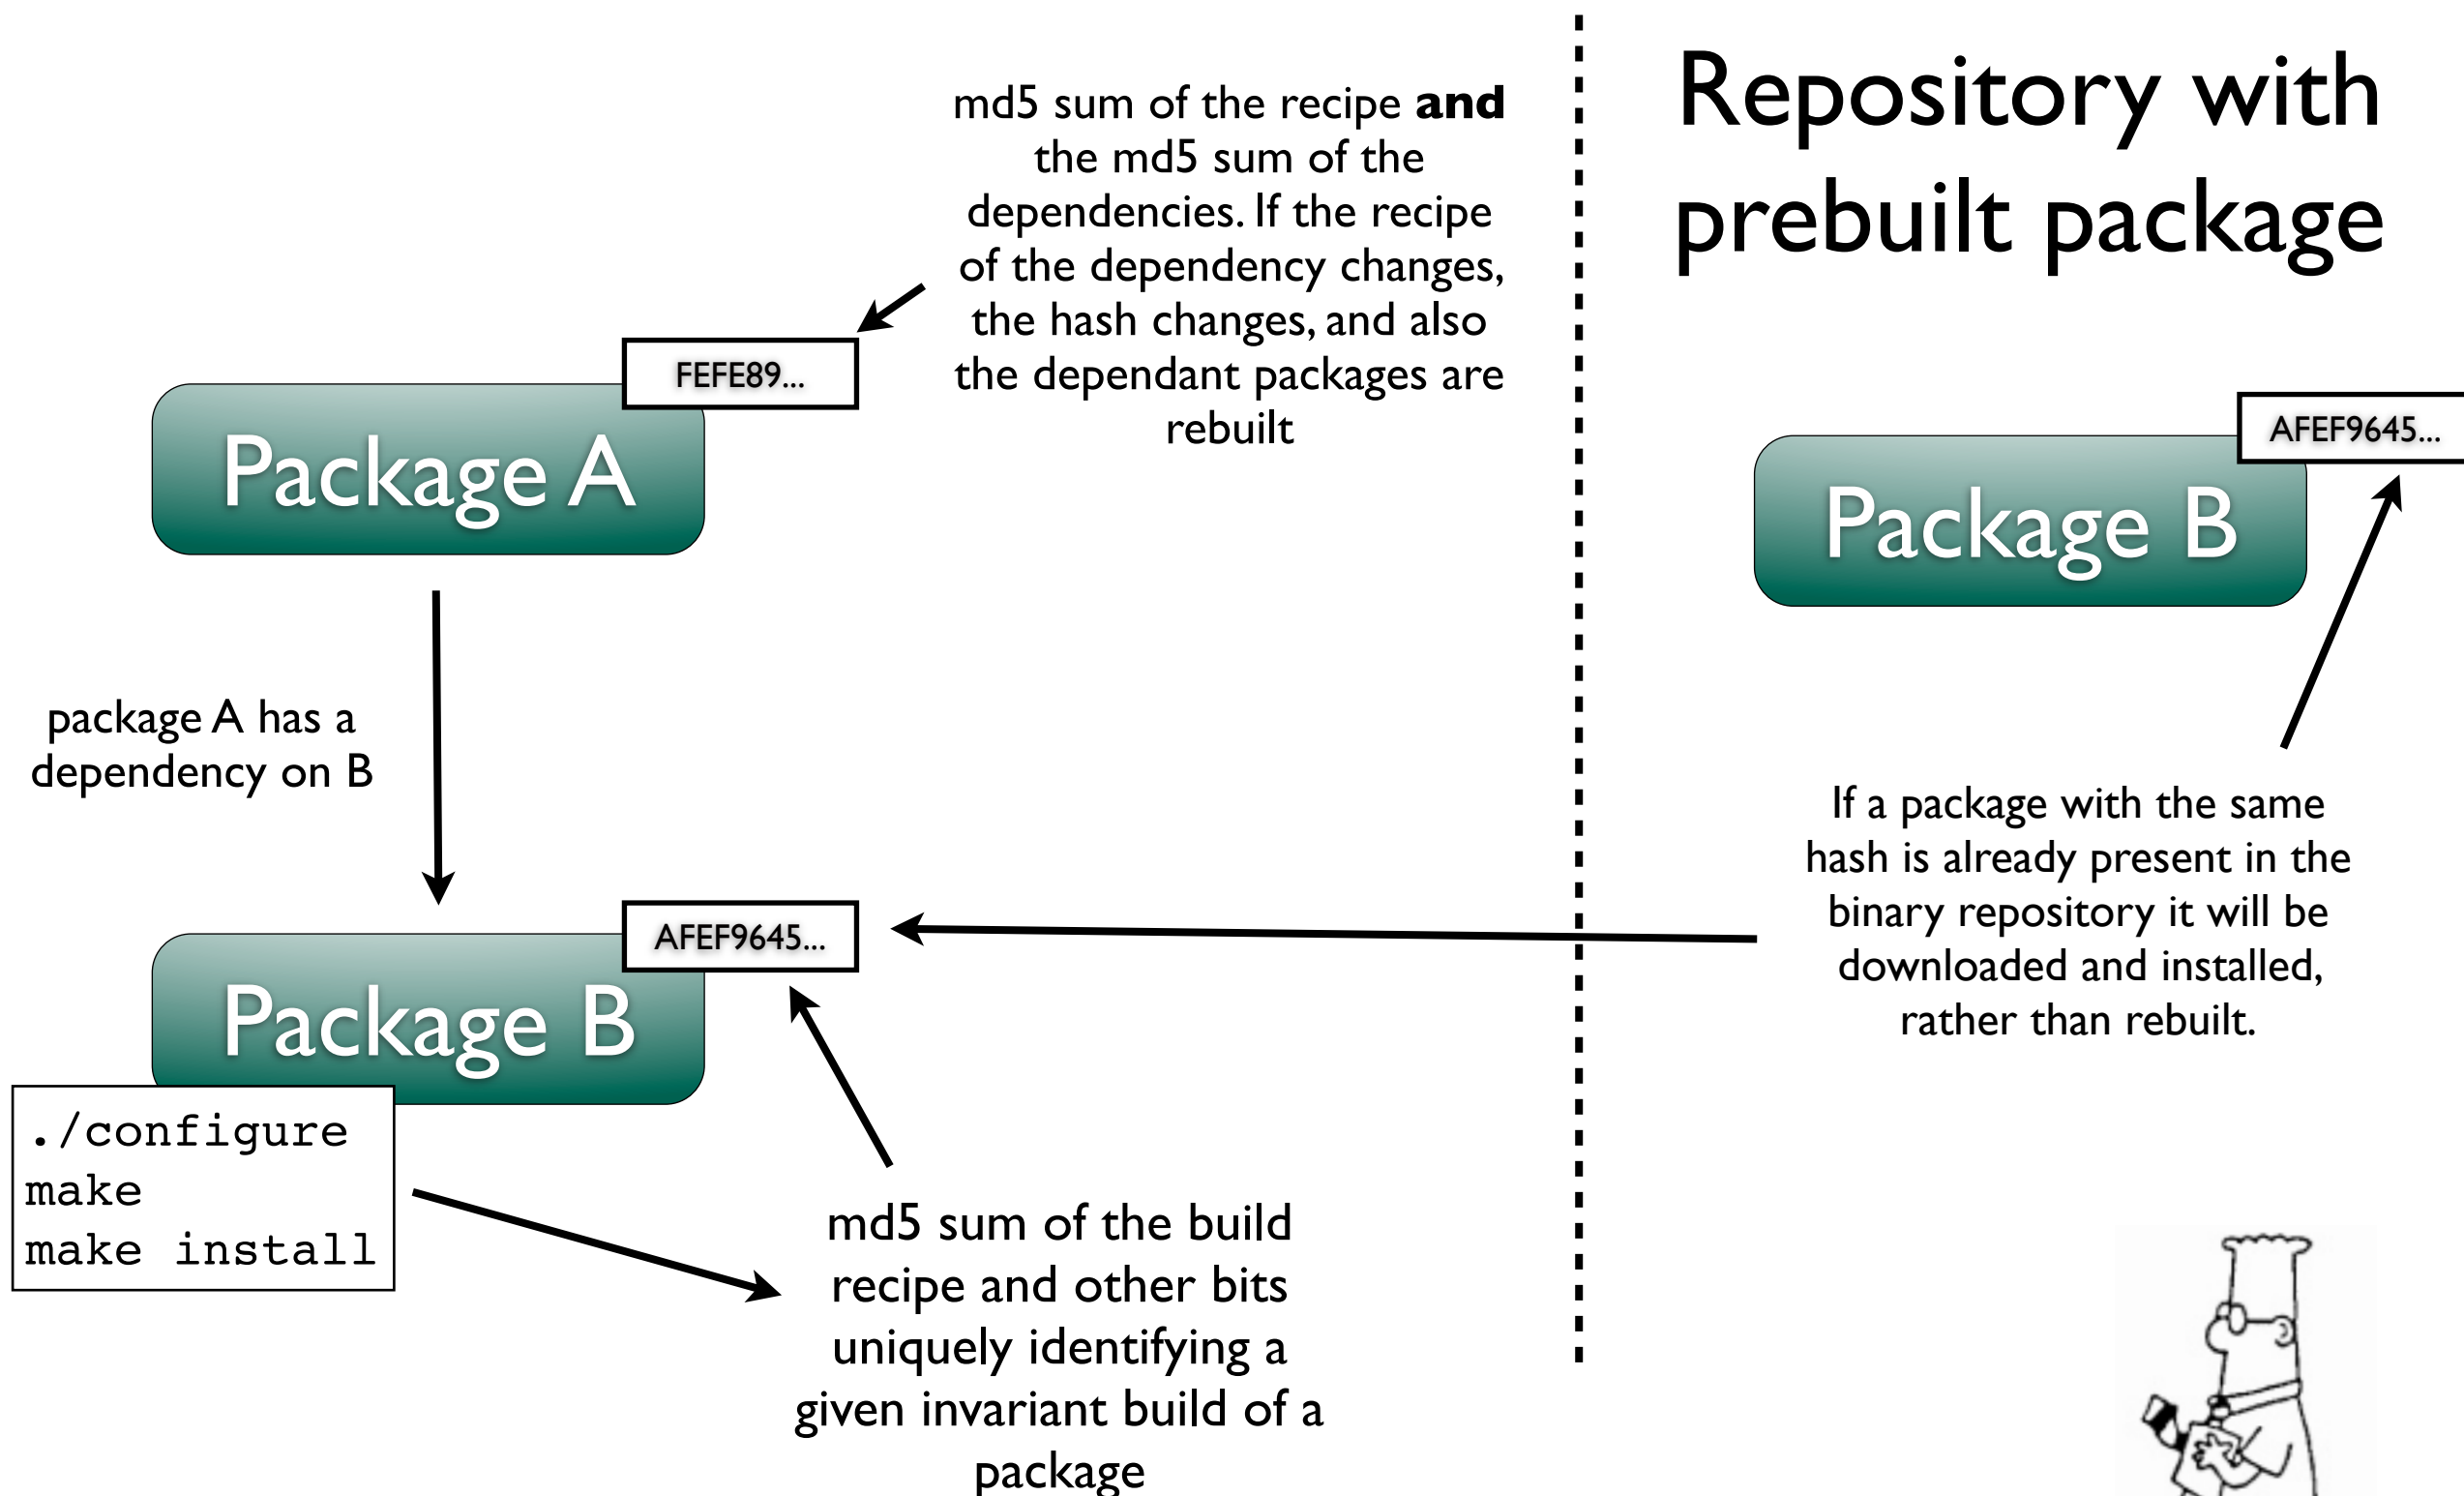 md5 sum of the recipe and
the md5 sum of the
dependencies. If the recipe
of the dependency changes,
the hash changes, and also
the dependant packages are
rebuilt
FEFE89...
Package A
package A has a
dependency on B
AFEF9645...
Package B
./configure
make
make install
md5 sum of the build
recipe and other bits
uniquely identifying a
given invariant build of a
package
Repository with
prebuilt package
AFEF9645...
Package B
If a package with the same
hash is already present in the
binary repository it will be
downloaded and installed,
rather than rebuilt.